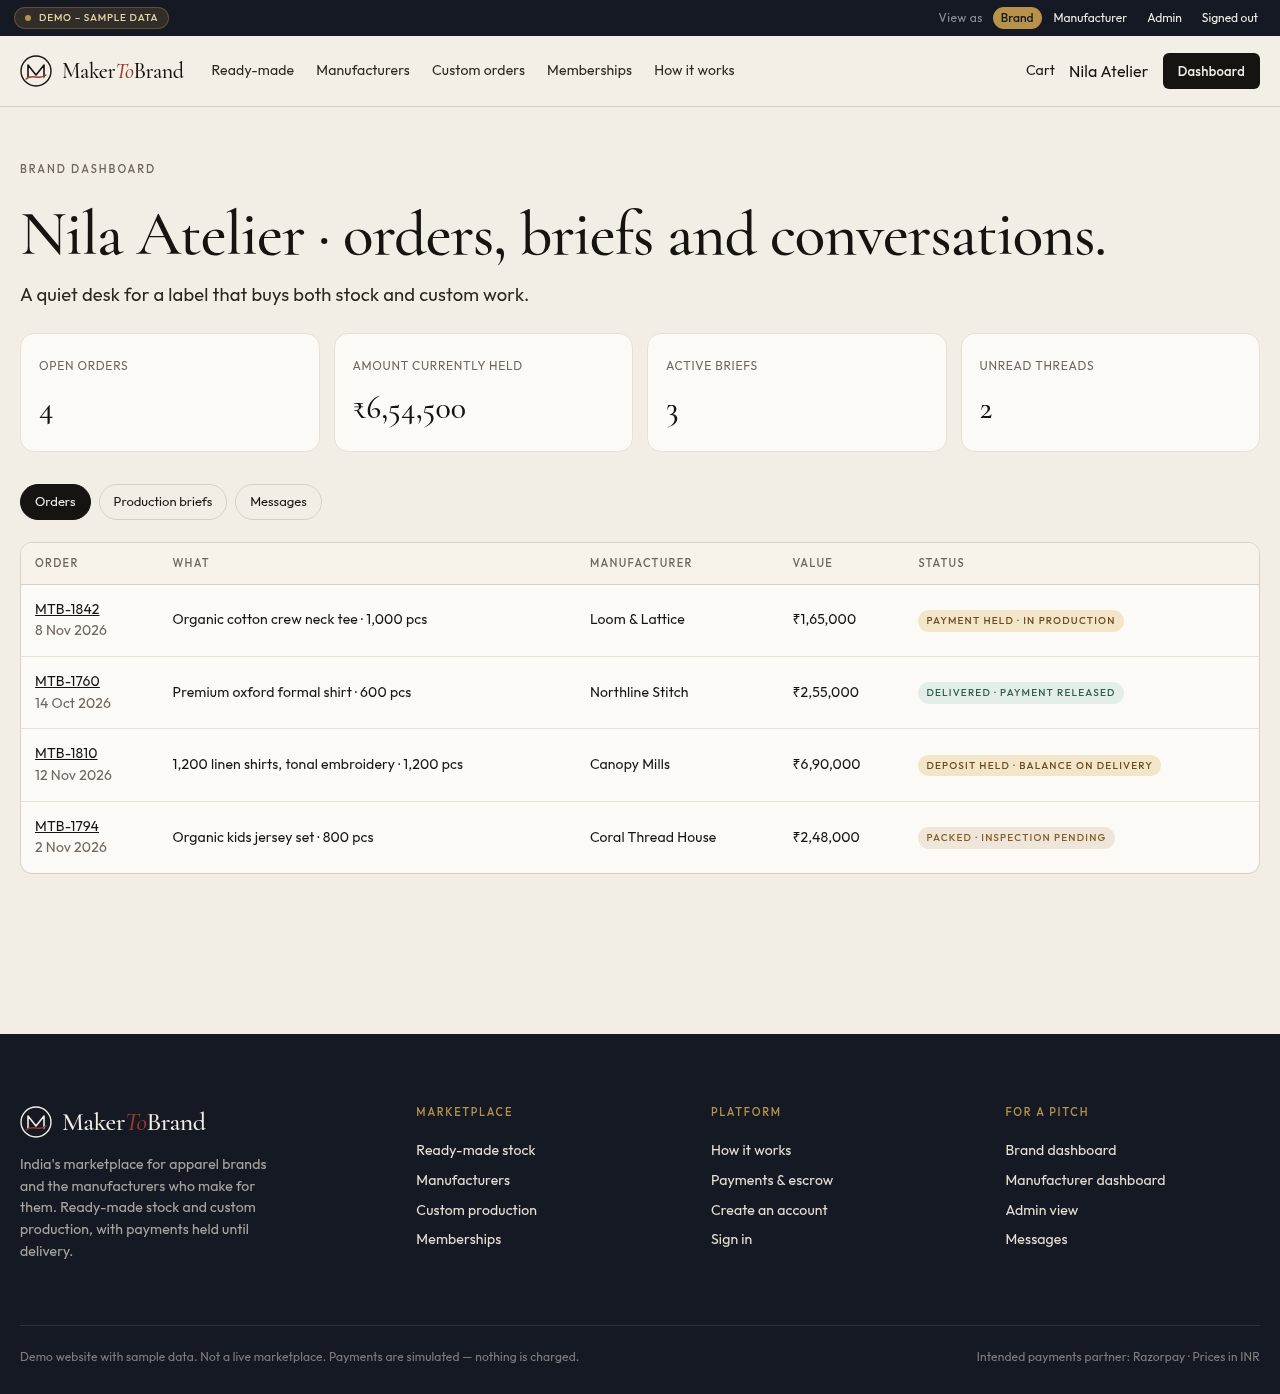 DEMO – SAMPLE DATA
View as Brand Manufacturer Admin Signed out
MakerToBrand Ready-made Manufacturers Custom orders Memberships How it works Cart Nila Atelier Dashboard
BRAND DASHBOARD
Nila Atelier · orders, briefs and conversations.
A quiet desk for a label that buys both stock and custom work.
OPEN ORDERS
4
AMOUNT CURRENTLY HELD
₹6,54,500
ACTIVE BRIEFS
3
UNREAD THREADS
2
Orders Production briefs Messages
ORDER WHAT MANUFACTURER VALUE STATUS
MTB-1842
8 Nov 2026
Organic cotton crew neck tee · 1,000 pcs Loom & Lattice ₹1,65,000 PAYMENT HELD · IN PRODUCTION
MTB-1760
14 Oct 2026
Premium oxford formal shirt · 600 pcs Northline Stitch ₹2,55,000 DELIVERED · PAYMENT RELEASED
MTB-1810
12 Nov 2026
1,200 linen shirts, tonal embroidery · 1,200 pcs Canopy Mills ₹6,90,000 DEPOSIT HELD · BALANCE ON DELIVERY
MTB-1794
2 Nov 2026
Organic kids jersey set · 800 pcs Coral Thread House ₹2,48,000 PACKED · INSPECTION PENDING
MakerToBrand
India's marketplace for apparel brands
and the manufacturers who make for
them. Ready-made stock and custom
production, with payments held until
delivery.
MARKETPLACE
Ready-made stock
Manufacturers
Custom production
Memberships
PLATFORM
How it works
Payments & escrow
Create an account
Sign in
FOR A PITCH
Brand dashboard
Manufacturer dashboard
Admin view
Messages
Demo website with sample data. Not a live marketplace. Payments are simulated — nothing is charged.
Intended payments partner: Razorpay · Prices in INR